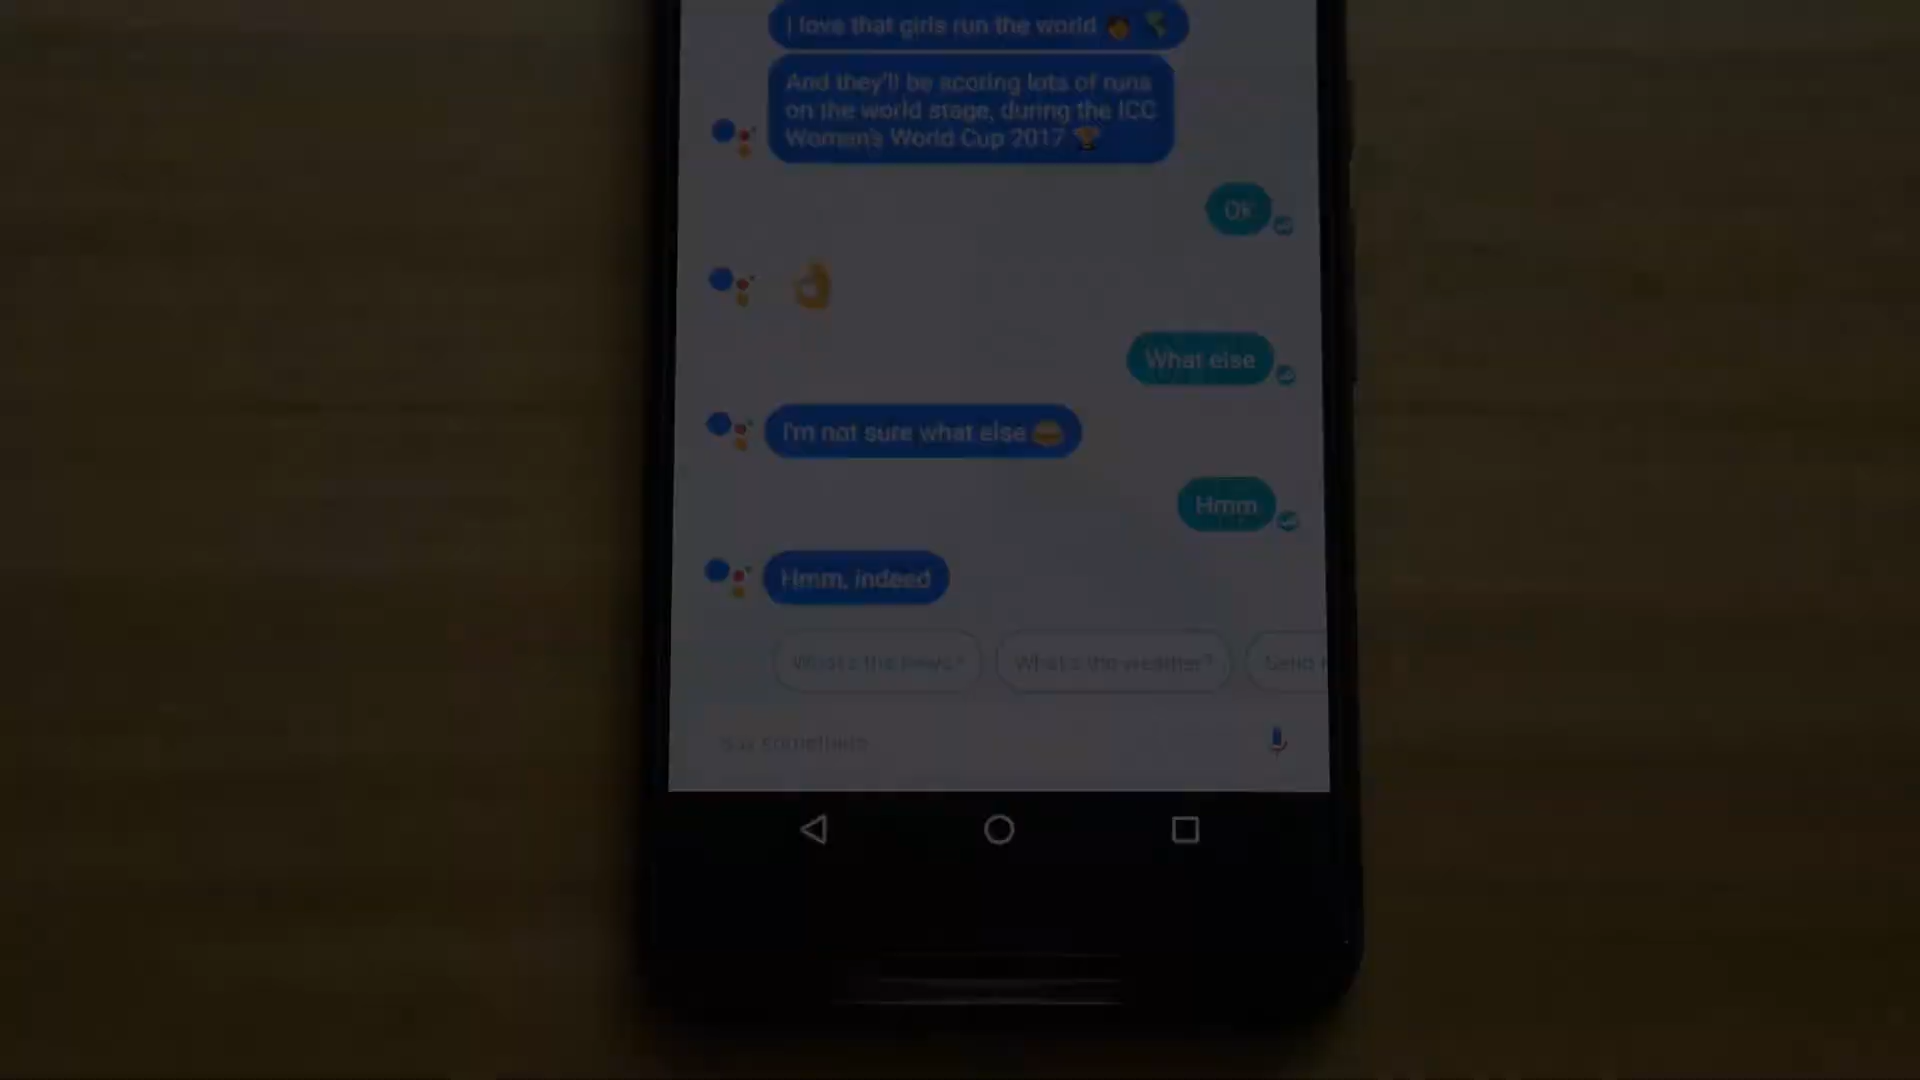 I love that girls run the world
And they'll be scoring lots of runs
on the world stage, during the ICC
Women's World Cup 2017
Ok
What else
I'm not sure what else
Hmm
Hmm, indeed
What's the news? What's the weather? Send
Say something